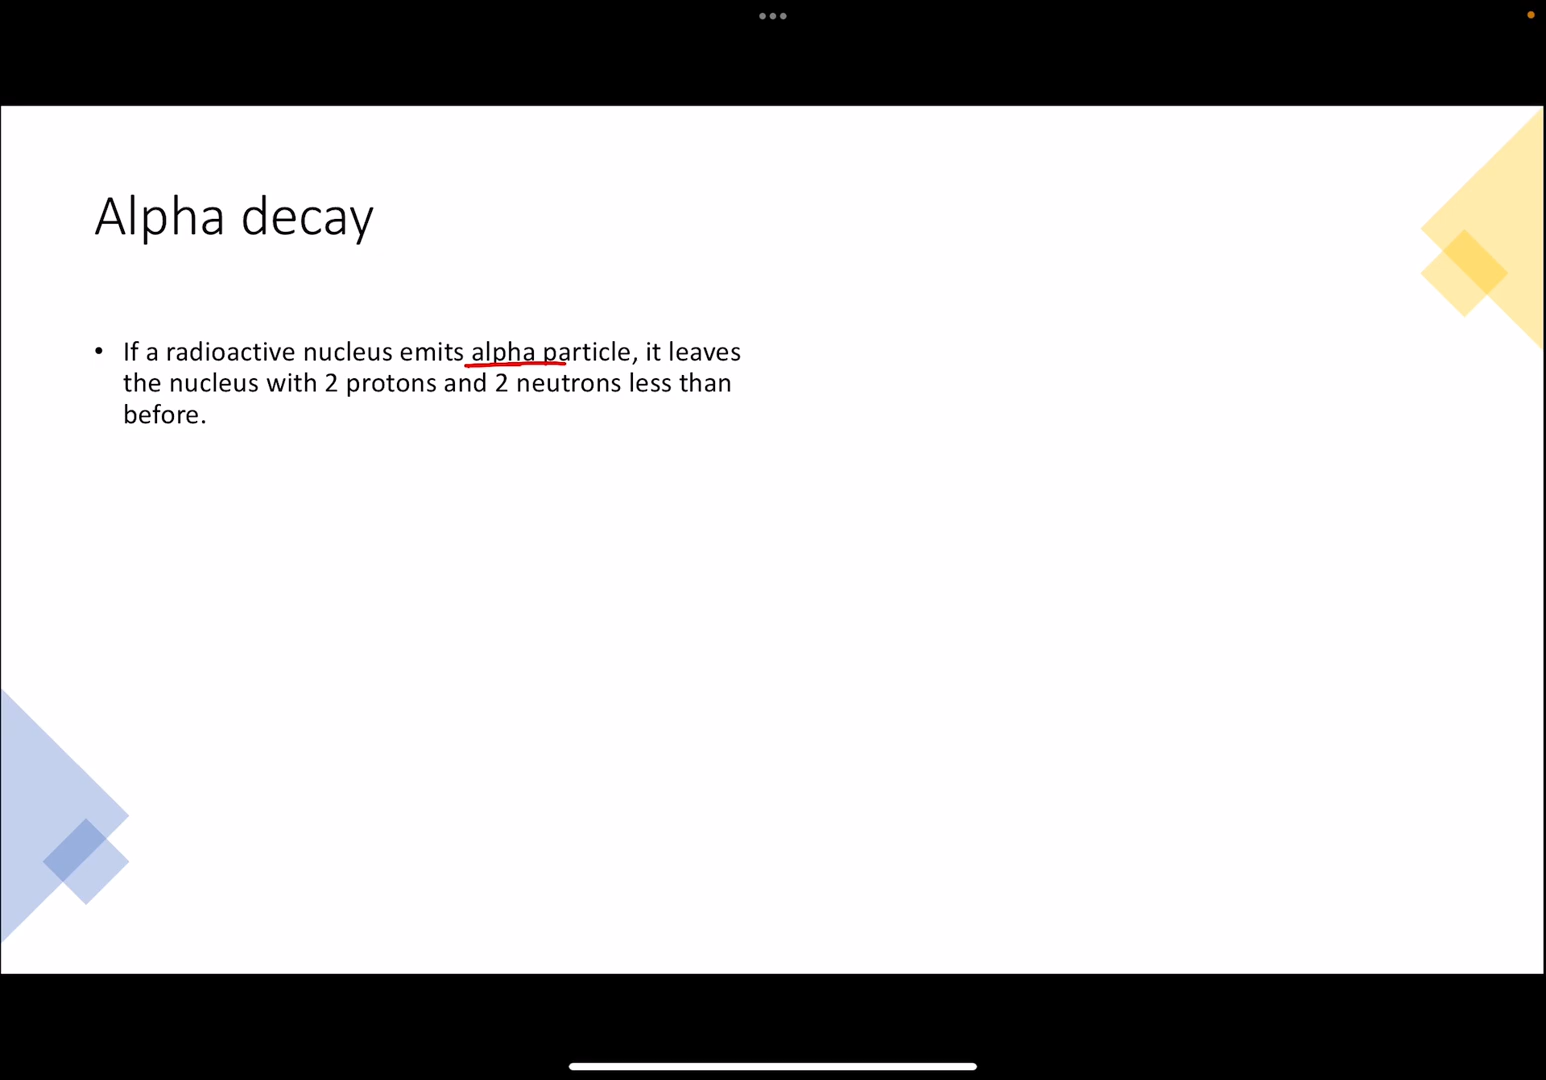 Alpha decay
• If a radioactive nucleus emits alpha particle, it leaves
the nucleus with 2 protons and 2 neutrons less than
before.